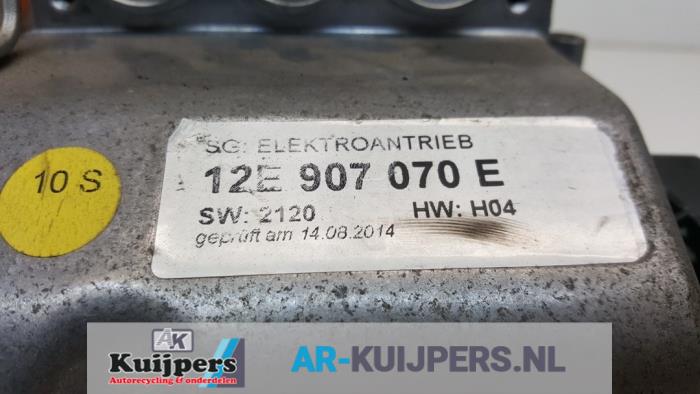 SG: ELEKTROANTRIEB
12E 907 070 E
SW: 2120 HW: H04
geprüft am 14.08.2014
10 S
AK
Kuijpers
Autorecycling & onderdelen
AR-KUIJPERS.NL